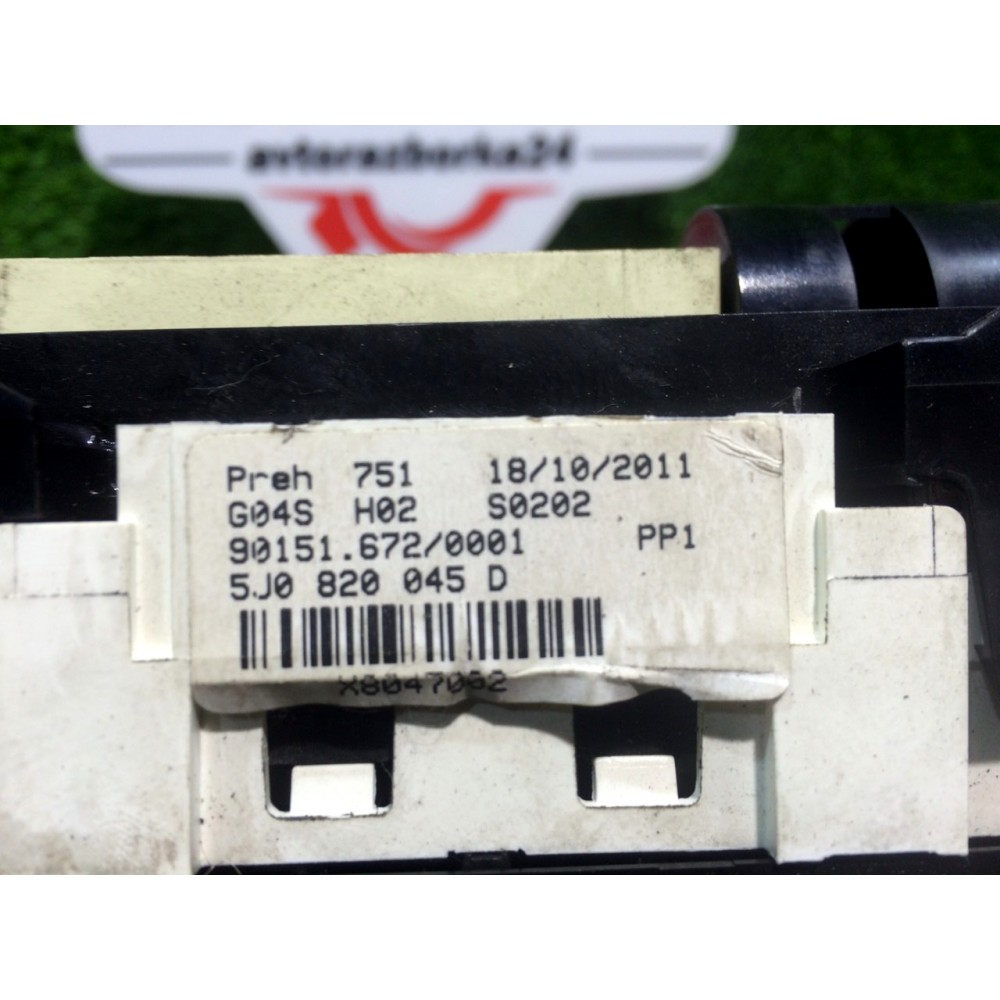 avtorazborka24
Preh 751 18/10/2011
G04S H02 S0202
90151.672/0001 PP1
5J0 820 045 D
X8047062